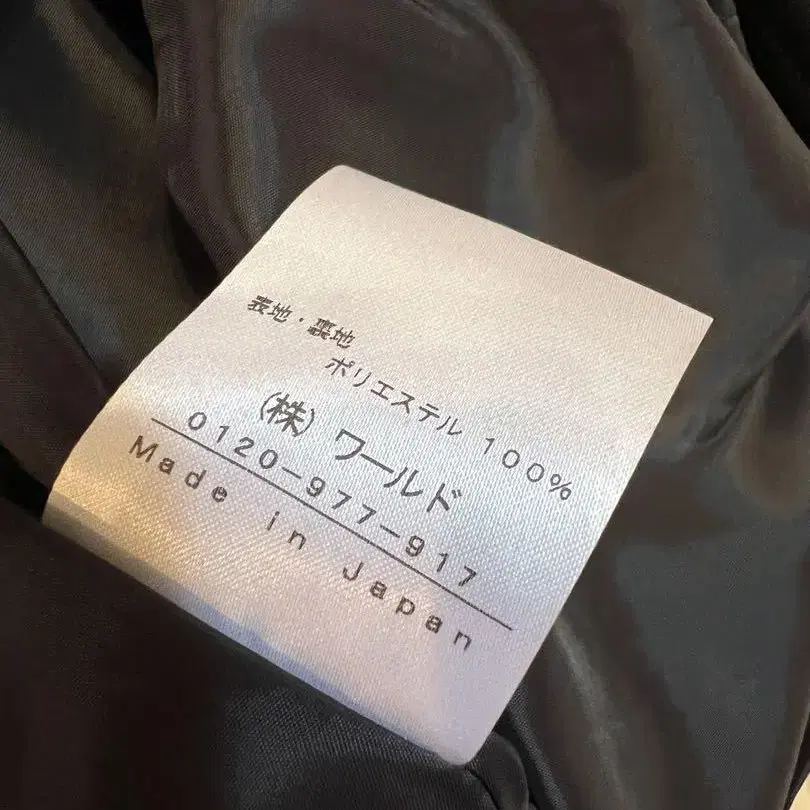 表地・裏地
ポリエステル 100%
(株) ワールド
0120-977-917
Made in Japan